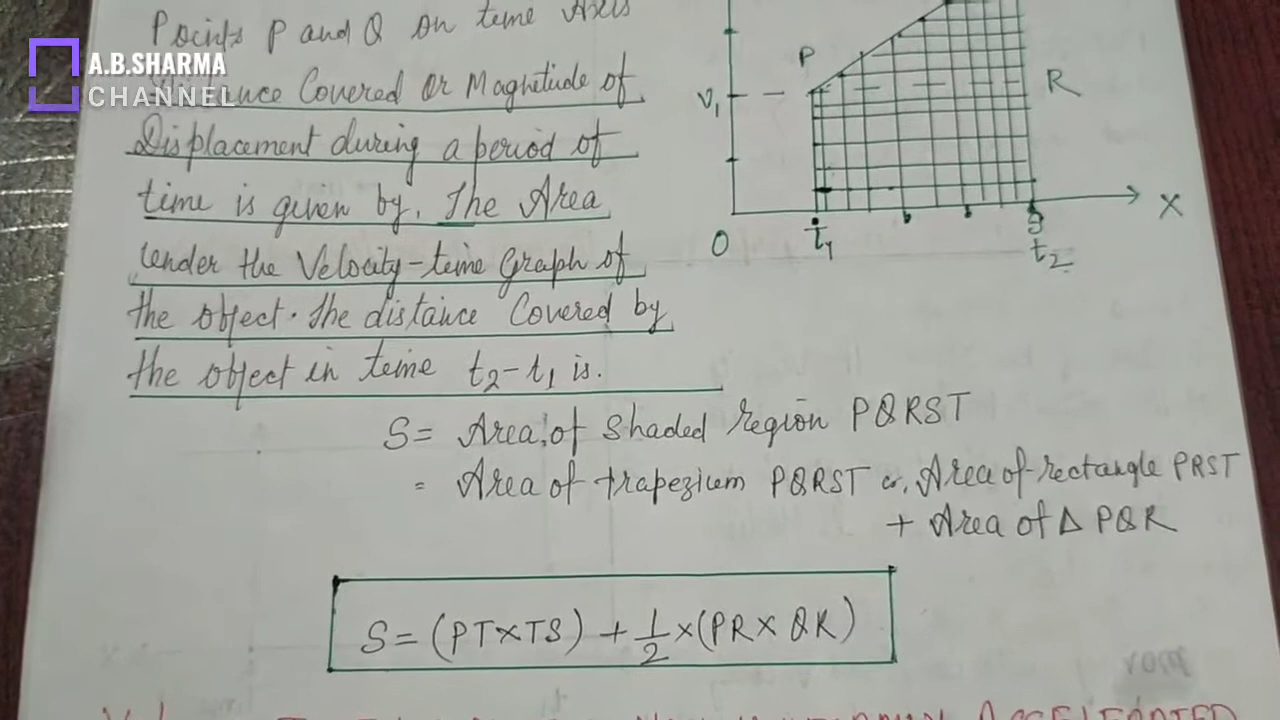 Points P and Q on time Axis
A.B.SHARMA
CHANNEL
Covered Or Magnetude of
Displacement during a period of
time is given by. The Area
under the Velocity-time Graph of
the object. The distance Covered by
the object in teme t2-t1 is.
S= Area, of Shaded region PQRST
= Area of trapezium PQRST or, Area of-rectangle PRST
+ Area of Δ PQR
S=(PT×TS) + 1/2 ×(PR× QR)
P
V1
R
O
t1
S
t2
X
ACCELERATED